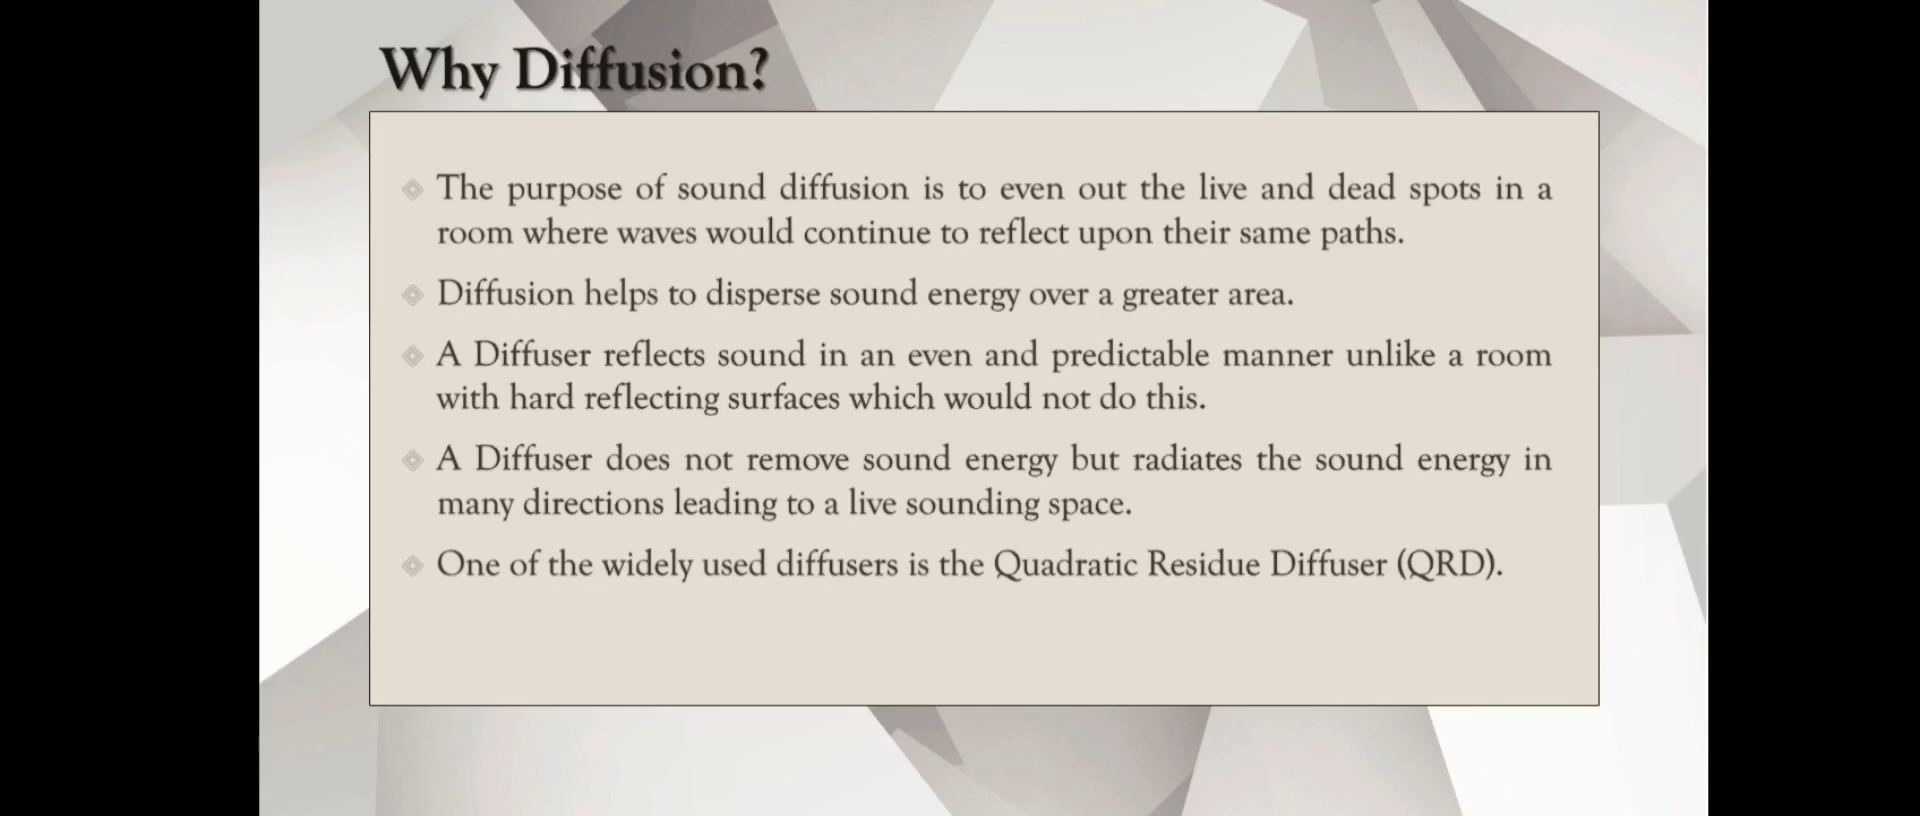 Why Diffusion?
The purpose of sound diffusion is to even out the live and dead spots in a
room where waves would continue to reflect upon their same paths.
Diffusion helps to disperse sound energy over a greater area.
A Diffuser reflects sound in an even and predictable manner unlike a room
with hard reflecting surfaces which would not do this.
A Diffuser does not remove sound energy but radiates the sound energy in
many directions leading to a live sounding space.
One of the widely used diffusers is the Quadratic Residue Diffuser (QRD).